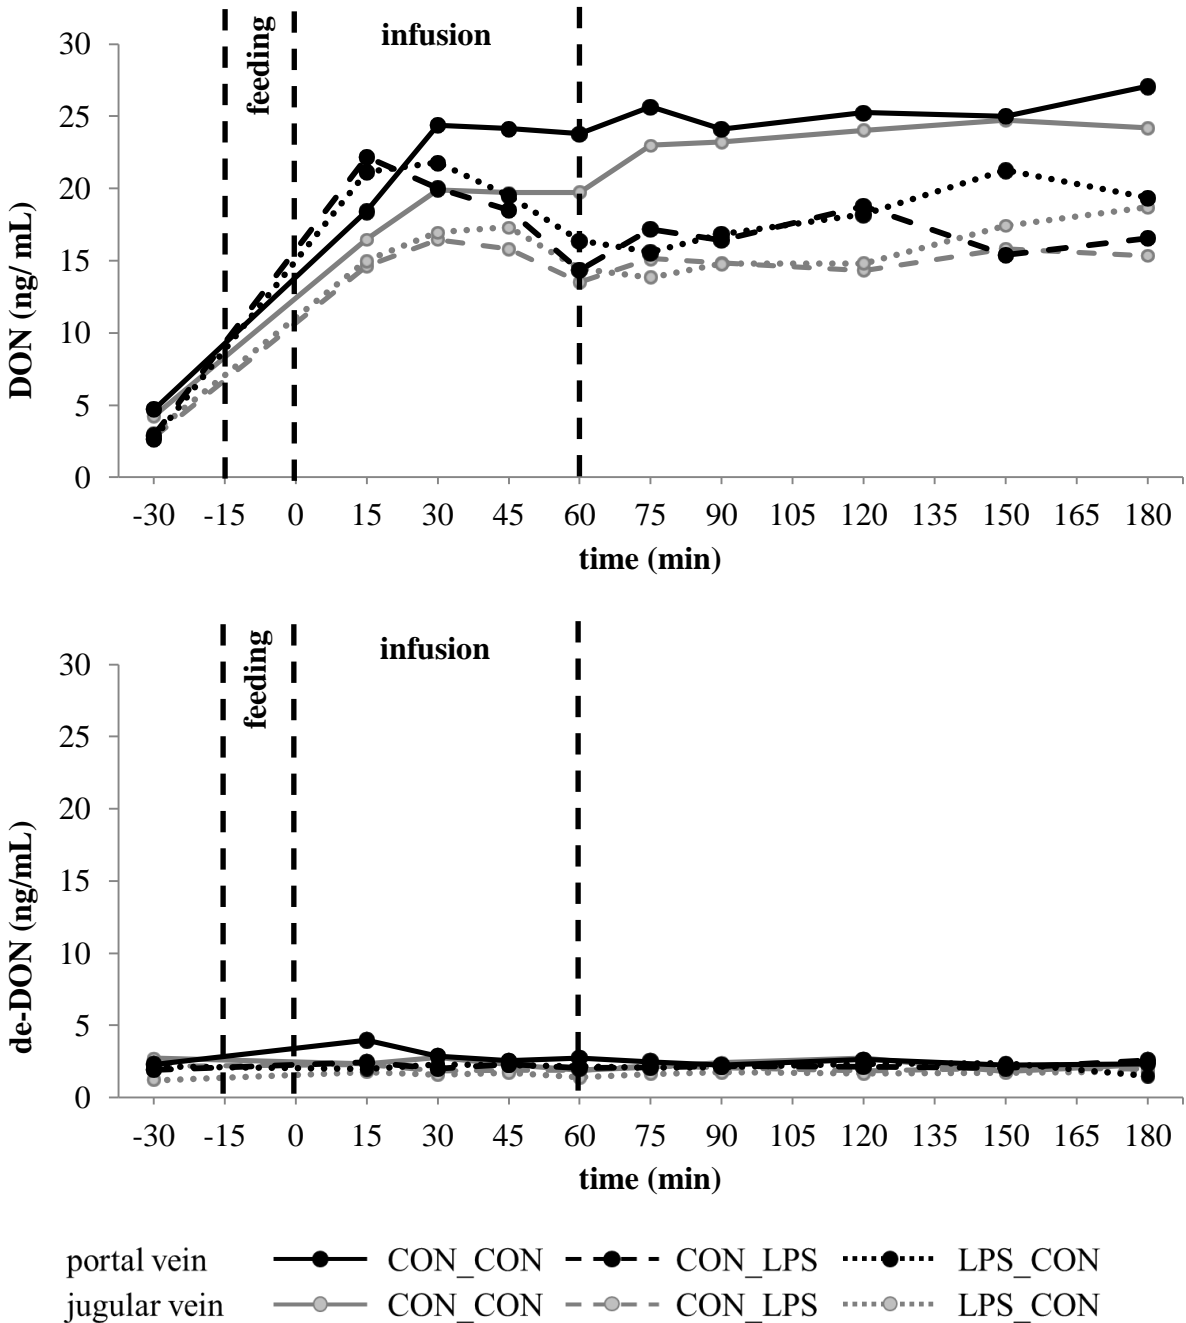 feeding
infusion
30
25
20
15
10
5
0
DON (ng/ mL)
-30 -15 0 15 30 45 60 75 90 105 120 135 150 165 180
time (min)
feeding
infusion
30
25
20
15
10
5
0
de-DON (ng/mL)
-30 -15 0 15 30 45 60 75 90 105 120 135 150 165 180
time (min)
portal vein CON_CON CON_LPS LPS_CON
jugular vein CON_CON CON_LPS LPS_CON